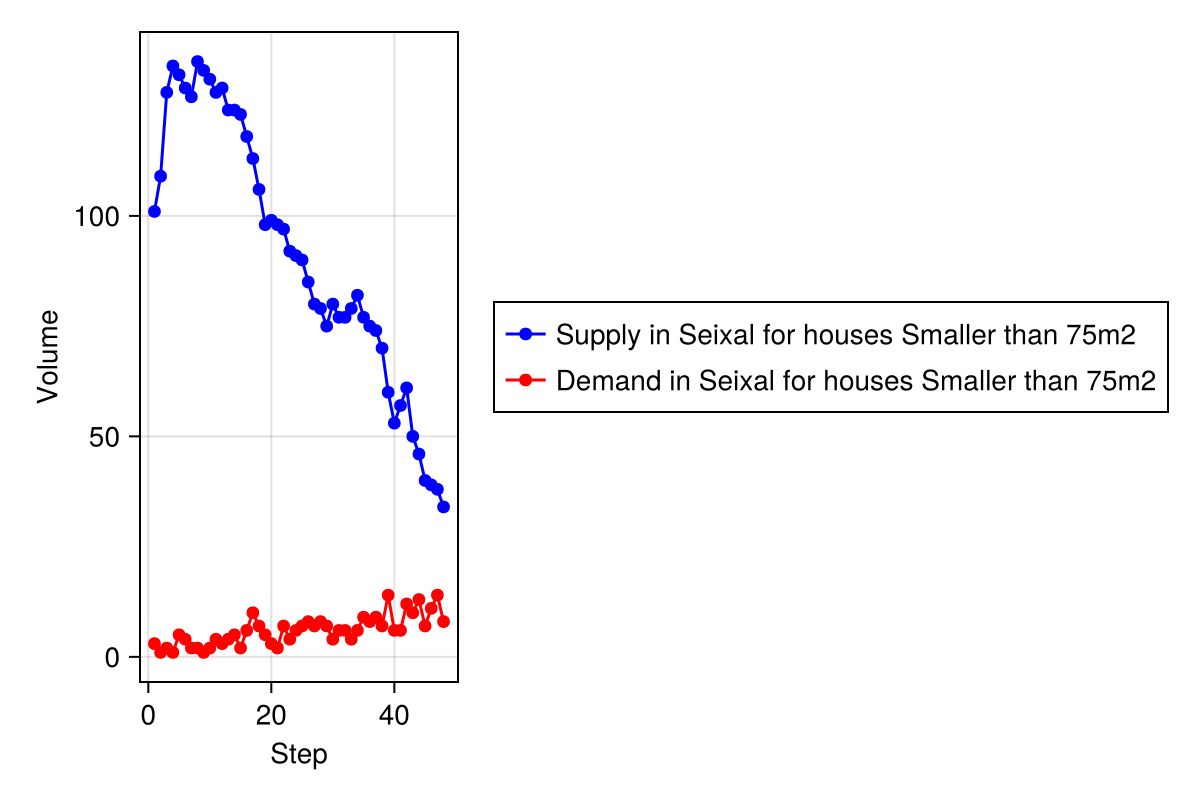 Volume
100
50
0
0 20 40
Step
Supply in Seixal for houses Smaller than 75m2
Demand in Seixal for houses Smaller than 75m2